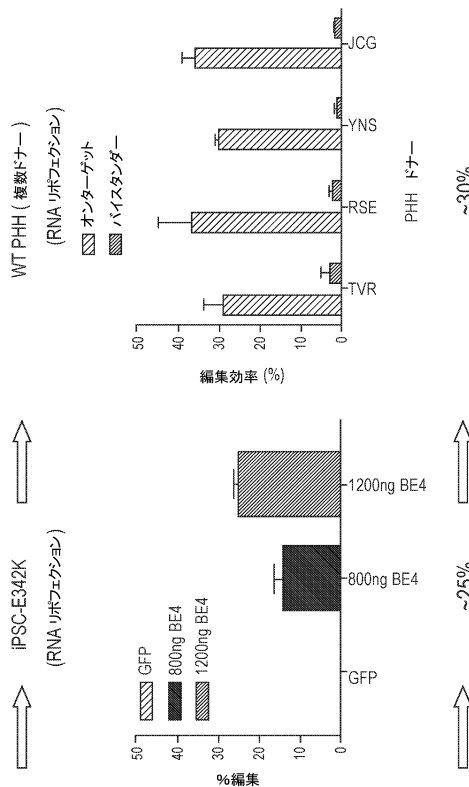 iPSC-E342K
(RNA リポフェクション)
GFP
800ng BE4
1200ng BE4
%編集
50
40
30
20
10
0
GFP
800ng BE4
1200ng BE4
~25%
WT PHH ( 複数ドナー)
(RNA リポフェクション)
オンターゲット
バイスタンダー
編集効率 (%)
50
40
30
20
10
0
TVR
RSE
YNS
JCG
PHH ドナー
~30%